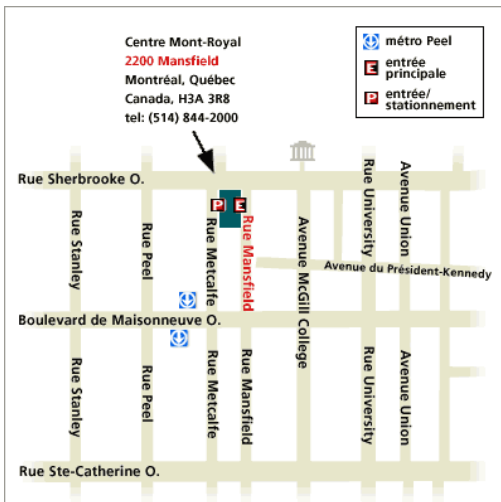 Centre Mont-Royal
2200 Mansfield
Montréal, Québec
Canada, H3A 3R8
tel: (514) 844-2000
métro Peel
E entrée
principale
P entrée/
stationnement
Rue Sherbrooke O.
P
E
Rue Stanley
Rue Peel
Rue Metcalfe
Rue Mansfield
Avenue McGill College
Rue University
Avenue Union
Avenue du Président-Kennedy
Boulevard de Maisonneuve O.
Rue Stanley
Rue Peel
Rue Metcalfe
Rue Mansfield
Rue University
Avenue Union
Rue Ste-Catherine O.